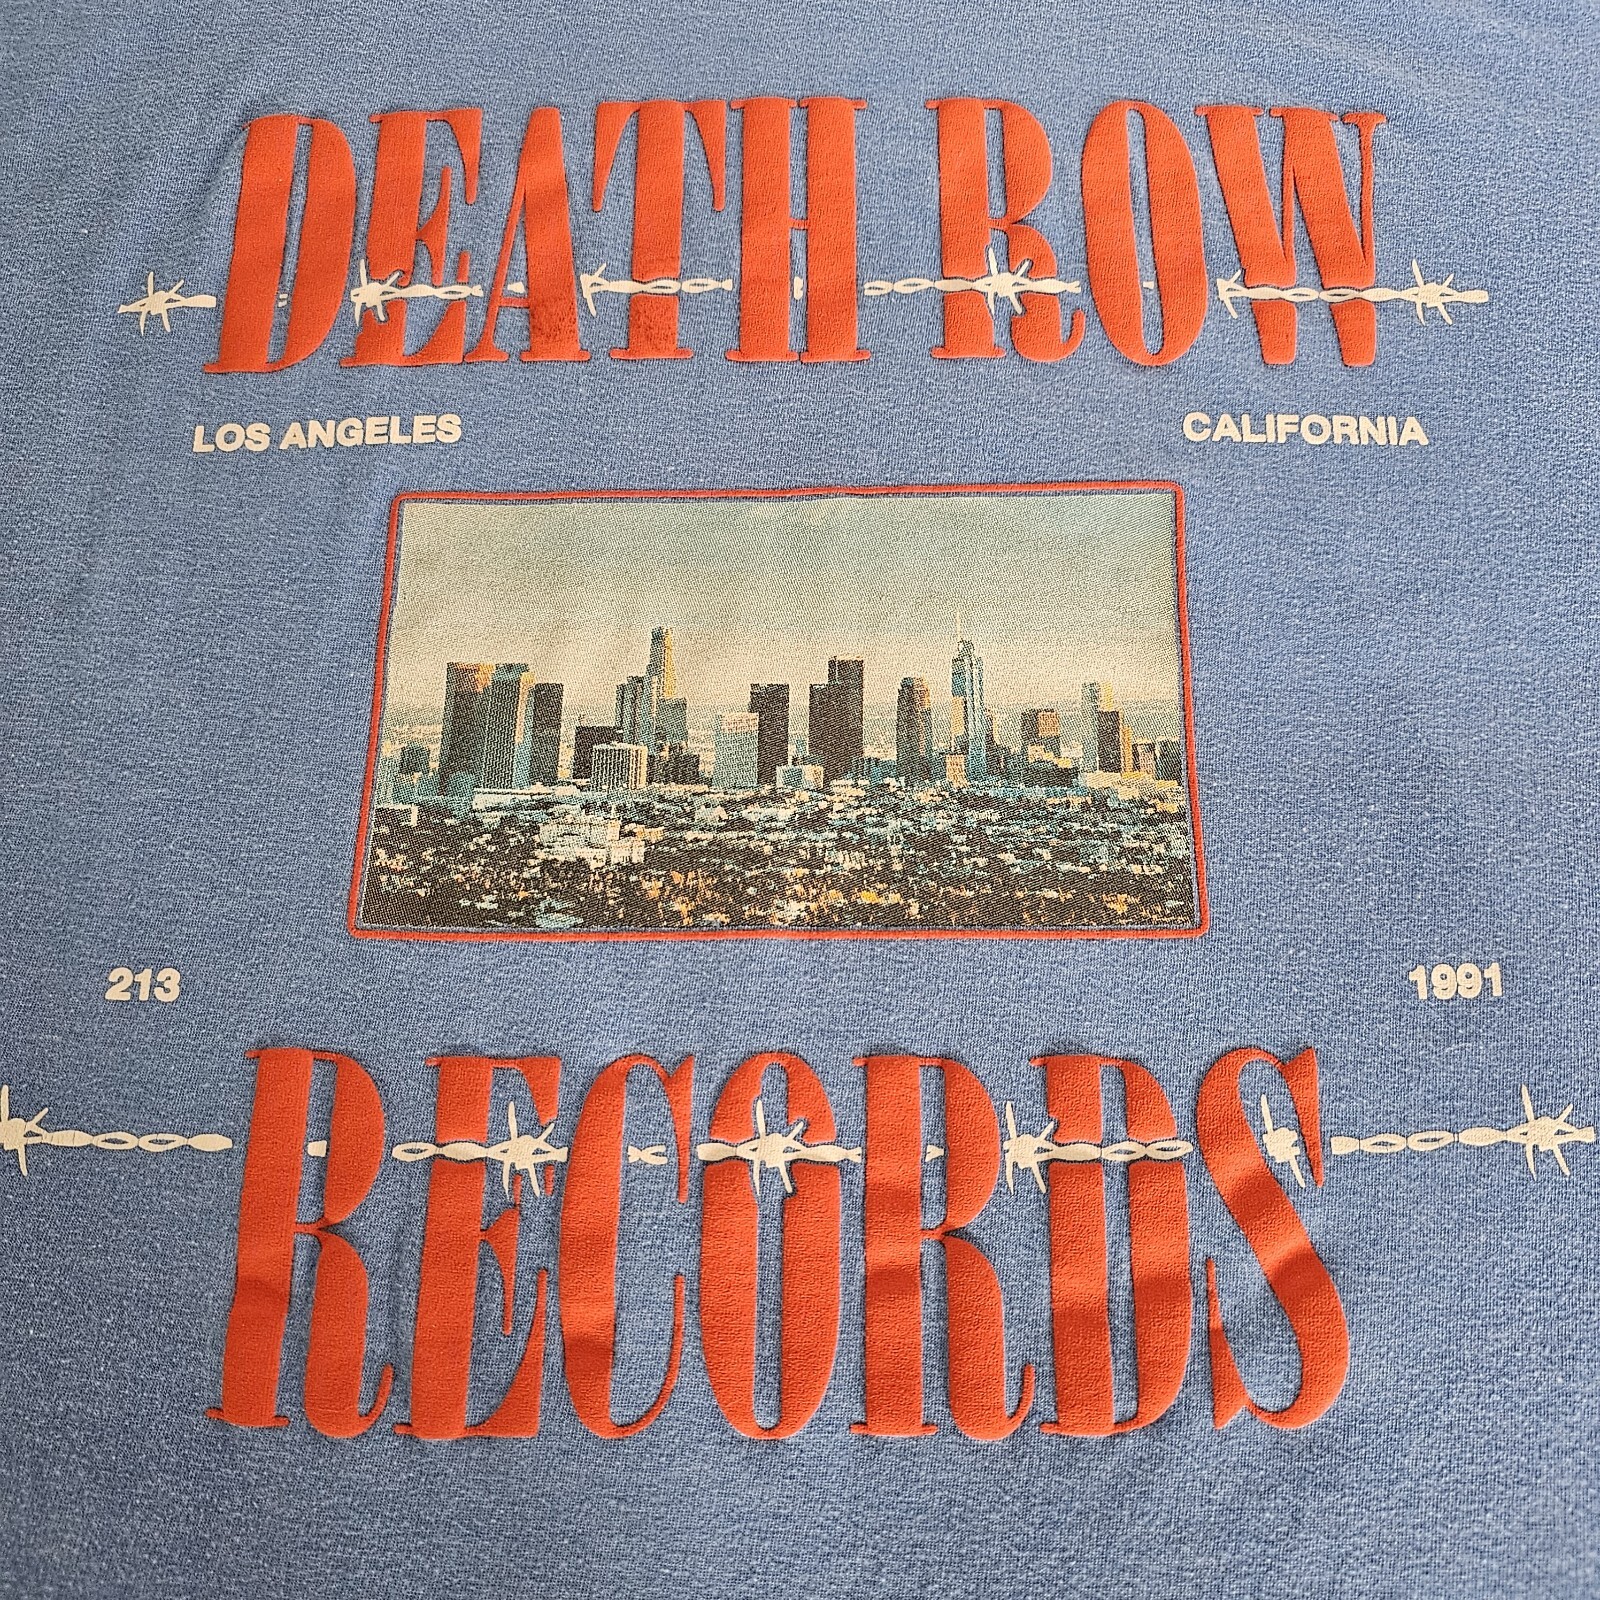 DEATH ROW
LOS ANGELES CALIFORNIA
213 1991
RECORDS